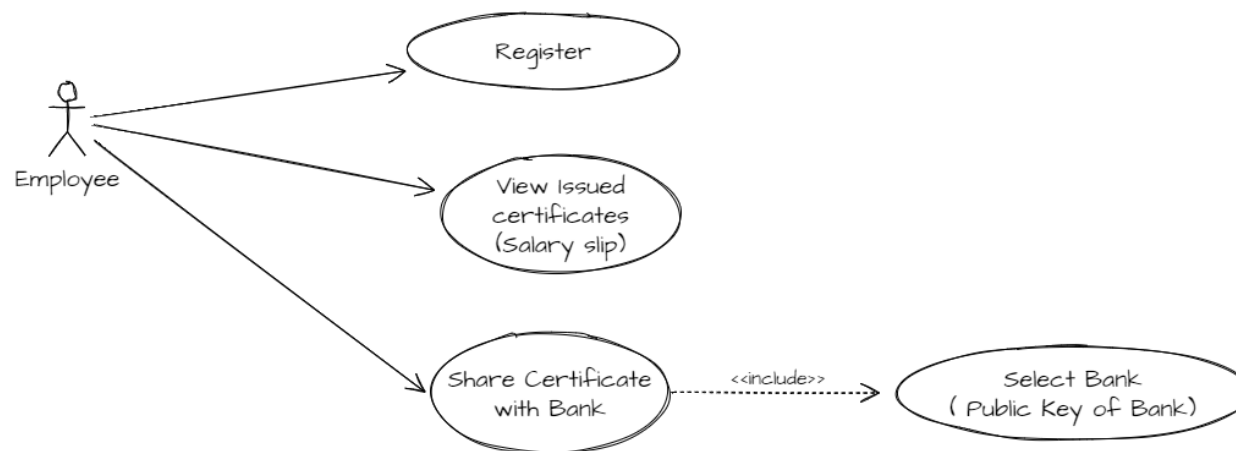 Register
Employee
View Issued
certificates
(Salary slip)
Share Certificate
with Bank
<<include>>
Select Bank
( Public Key of Bank)